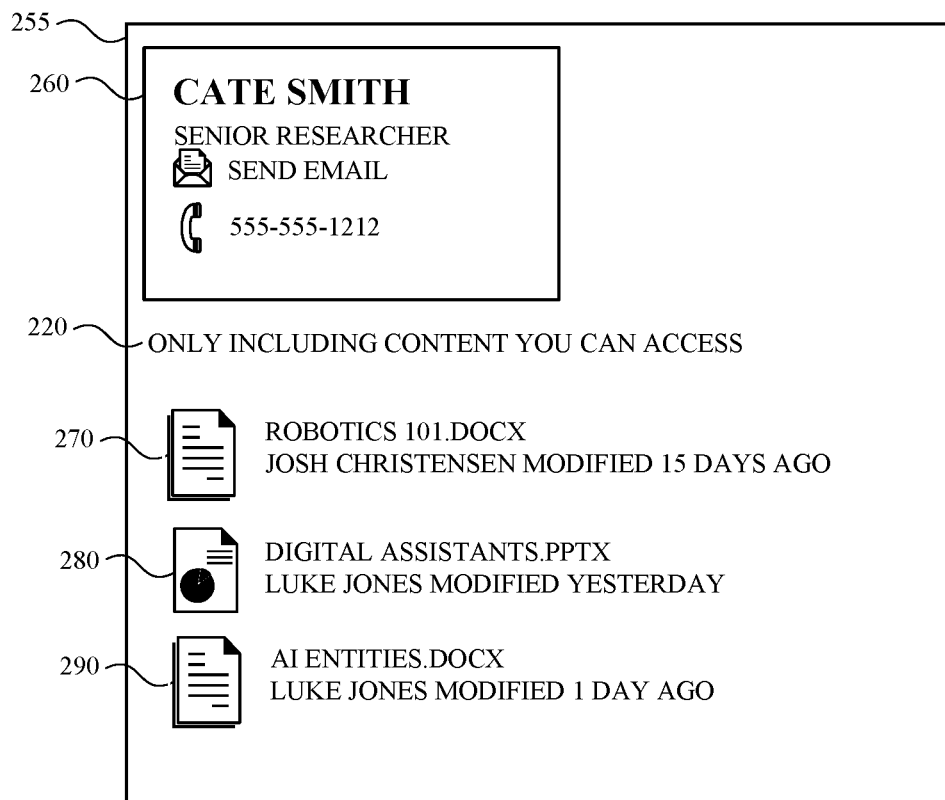 255
260
CATE SMITH
SENIOR RESEARCHER
SEND EMAIL
555-555-1212
220
ONLY INCLUDING CONTENT YOU CAN ACCESS
270
ROBOTICS 101.DOCX
JOSH CHRISTENSEN MODIFIED 15 DAYS AGO
280
DIGITAL ASSISTANTS.PPTX
LUKE JONES MODIFIED YESTERDAY
290
AI ENTITIES.DOCX
LUKE JONES MODIFIED 1 DAY AGO